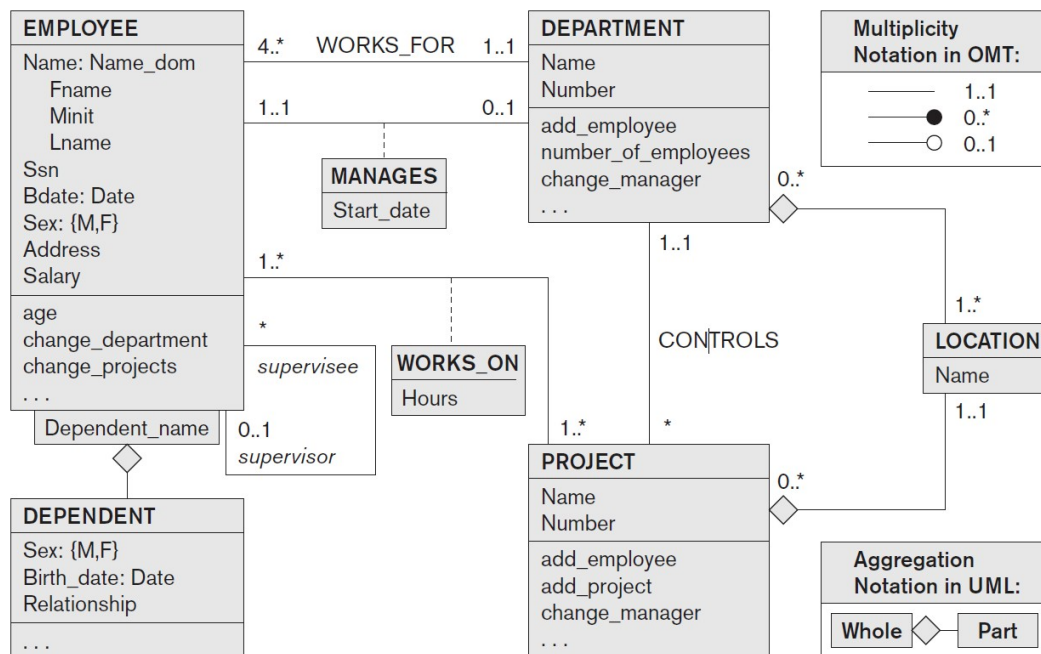 EMPLOYEE
Name: Name_dom
Fname
Minit
Lname
Ssn
Bdate: Date
Sex: {M,F}
Address
Salary
age
change_department
change_projects
. . .
Dependent_name
DEPENDENT
Sex: {M,F}
Birth_date: Date
Relationship
. . .
4..*
WORKS_FOR
1..1
1..1
0..1
MANAGES
Start_date
1..*
*
supervisee
0..1
supervisor
WORKS_ON
Hours
1..*
DEPARTMENT
Name
Number
add_employee
number_of_employees
change_manager
. . .
0..*
1..1
CONTROLS
*
1..*
LOCATION
Name
1..1
PROJECT
Name
Number
add_employee
add_project
change_manager
. . .
0..*
Multiplicity
Notation in OMT:
1..1
0..*
0..1
Aggregation
Notation in UML:
Whole
Part